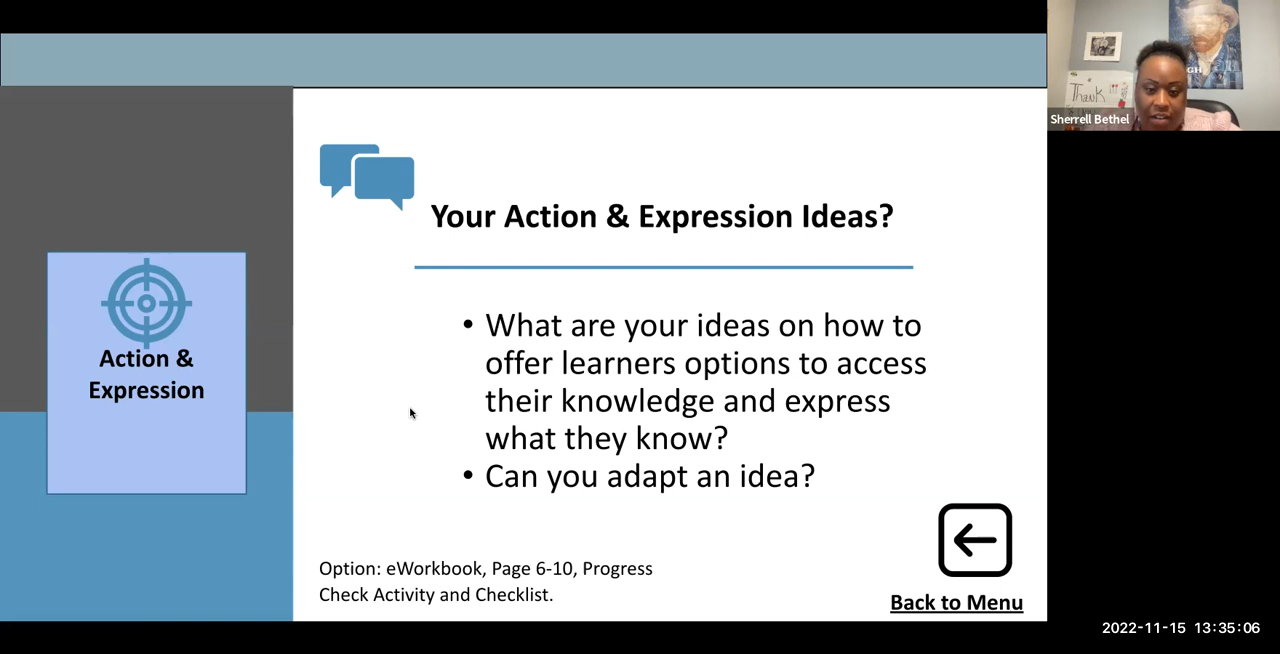 Your Action & Expression Ideas?
Action &
Expression
• What are your ideas on how to
offer learners options to access
their knowledge and express
what they know?
• Can you adapt an idea?
Option: eWorkbook, Page 6-10, Progress
Check Activity and Checklist.
Back to Menu
GH
Thank
Sherrell Bethel
2022-11-15 13:35:06